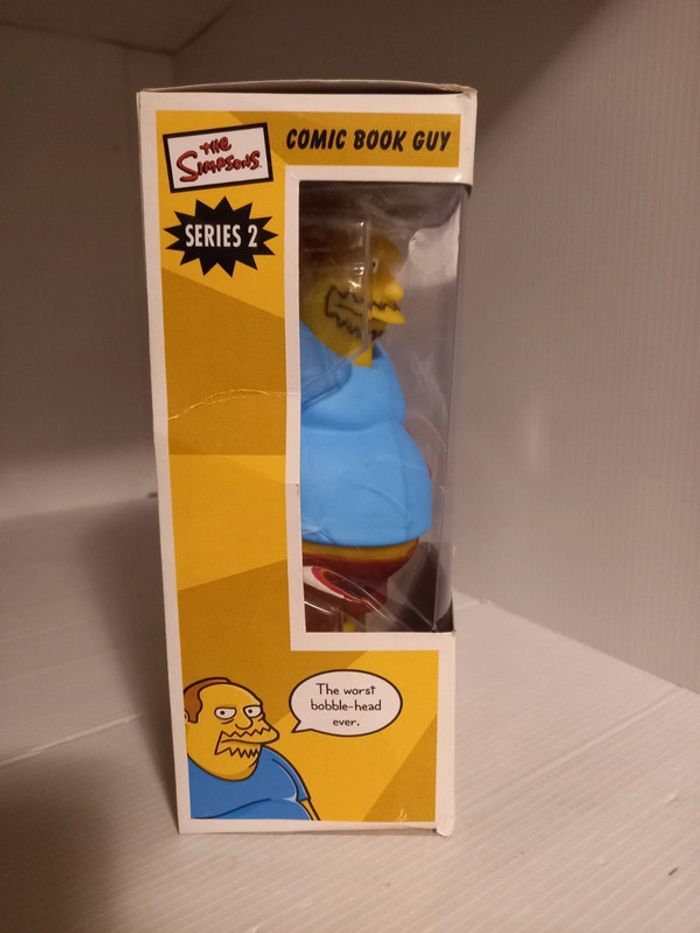 THE
SIMPSONS
COMIC BOOK GUY
SERIES 2
The worst
bobble-head
ever.